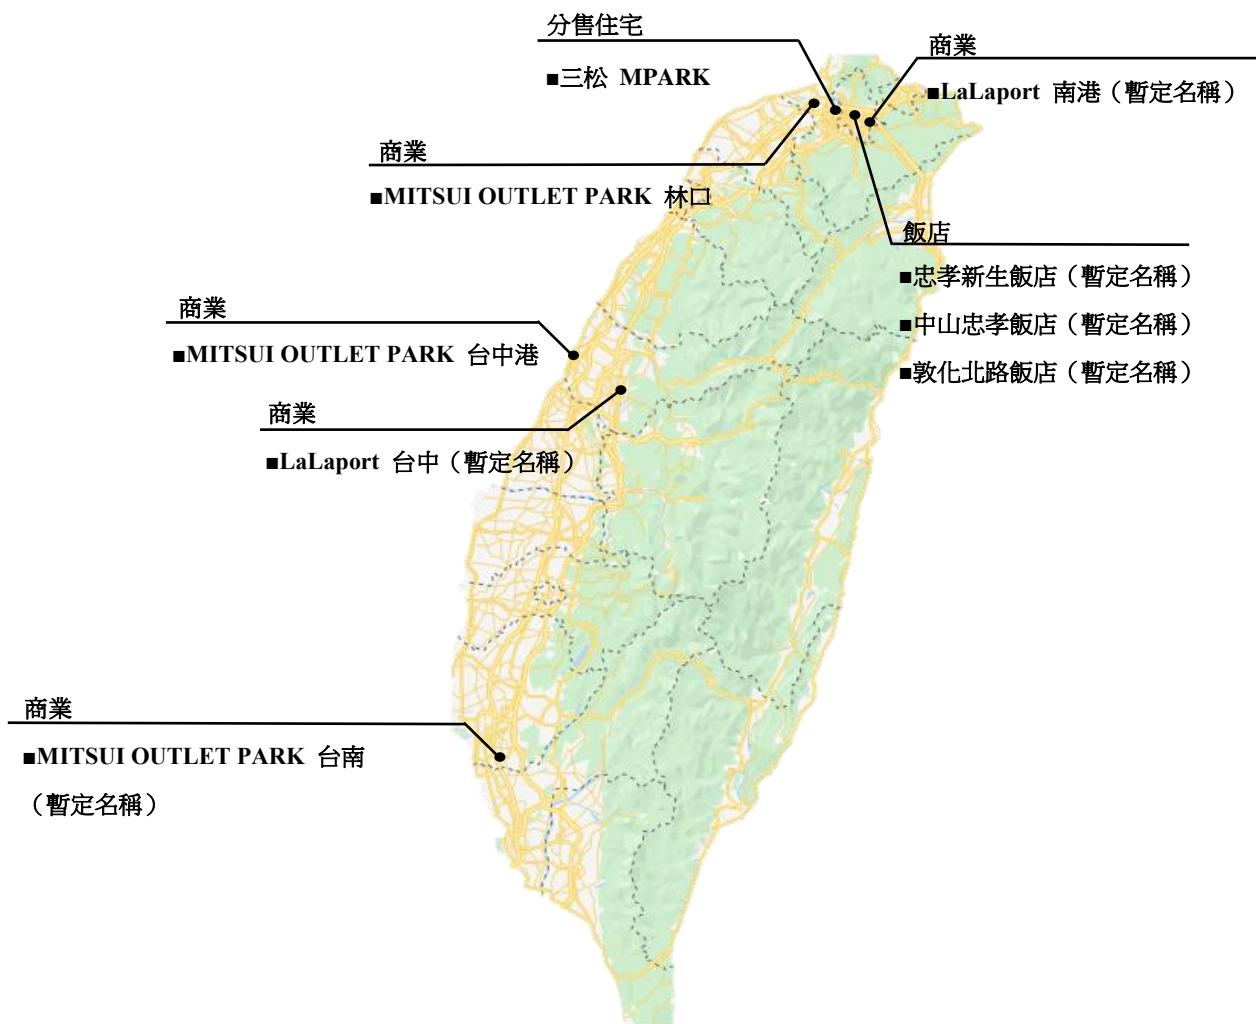 分售住宅
■三松 MPARK
商業
■LaLaport 南港（暫定名稱）
商業
■MITSUI OUTLET PARK 林口
飯店
■忠孝新生飯店（暫定名稱）
■中山忠孝飯店（暫定名稱）
■敦化北路飯店（暫定名稱）
商業
■MITSUI OUTLET PARK 台中港
商業
■LaLaport 台中（暫定名稱）
商業
■MITSUI OUTLET PARK 台南
（暫定名稱）